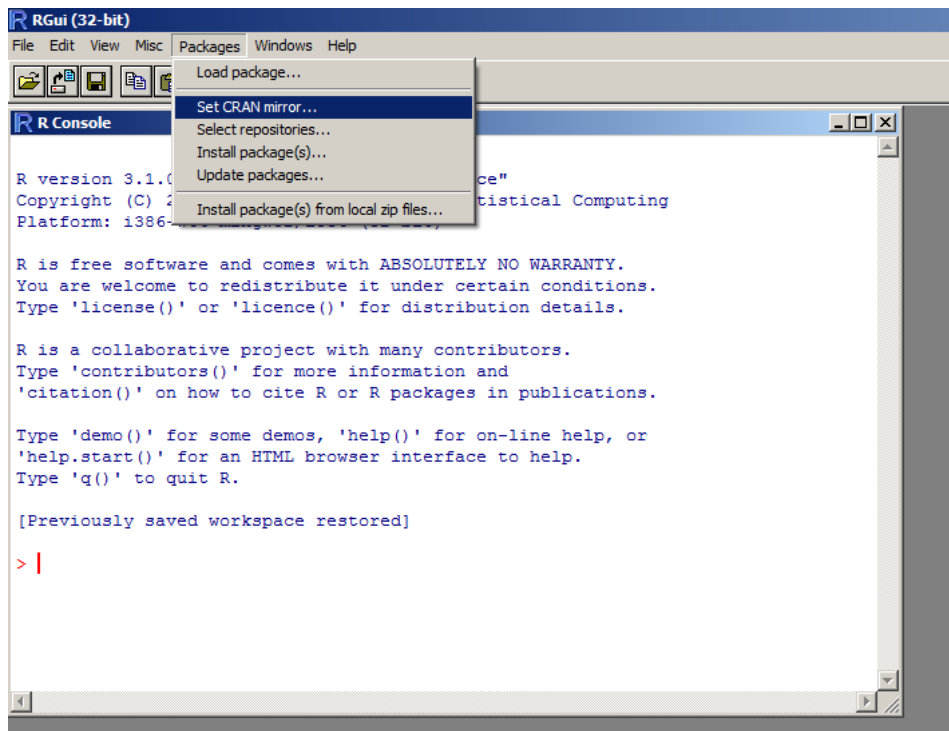 RGui (32-bit)
File Edit View Misc Packages Windows Help
Load package...
Set CRAN mirror...
Select repositories...
Install package(s)...
Update packages...
Install package(s) from local zip files...
R Console
R version 3.1.0 ce"
Copyright (C) 2 tistical Computing
Platform: i386-
R is free software and comes with ABSOLUTELY NO WARRANTY.
You are welcome to redistribute it under certain conditions.
Type 'license()' or 'licence()' for distribution details.
R is a collaborative project with many contributors.
Type 'contributors()' for more information and
'citation()' on how to cite R or R packages in publications.
Type 'demo()' for some demos, 'help()' for on-line help, or
'help.start()' for an HTML browser interface to help.
Type 'q()' to quit R.
[Previously saved workspace restored]
>